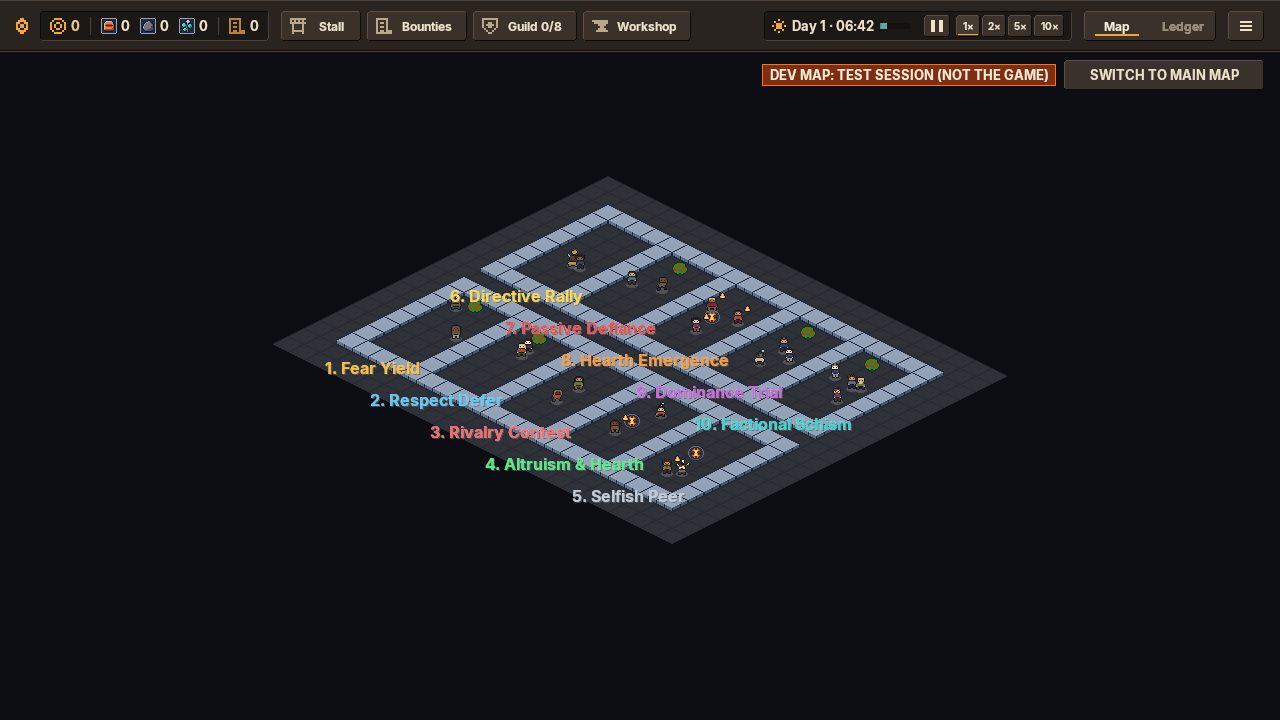 0 0 0 0 0 Stall Bounties Guild 0/8 Workshop Day 1 · 06:42 1× 2× 5× 10× Map Ledger
DEV MAP: TEST SESSION (NOT THE GAME) SWITCH TO MAIN MAP
6. Directive Rally
7. Passive Defiance
8. Hearth Emergence
1. Fear Yield
9. Dominance Trial
2. Respect Defer
10. Factional Schism
3. Rivalry Contest
4. Altruism & Hearth
5. Selfish Peer